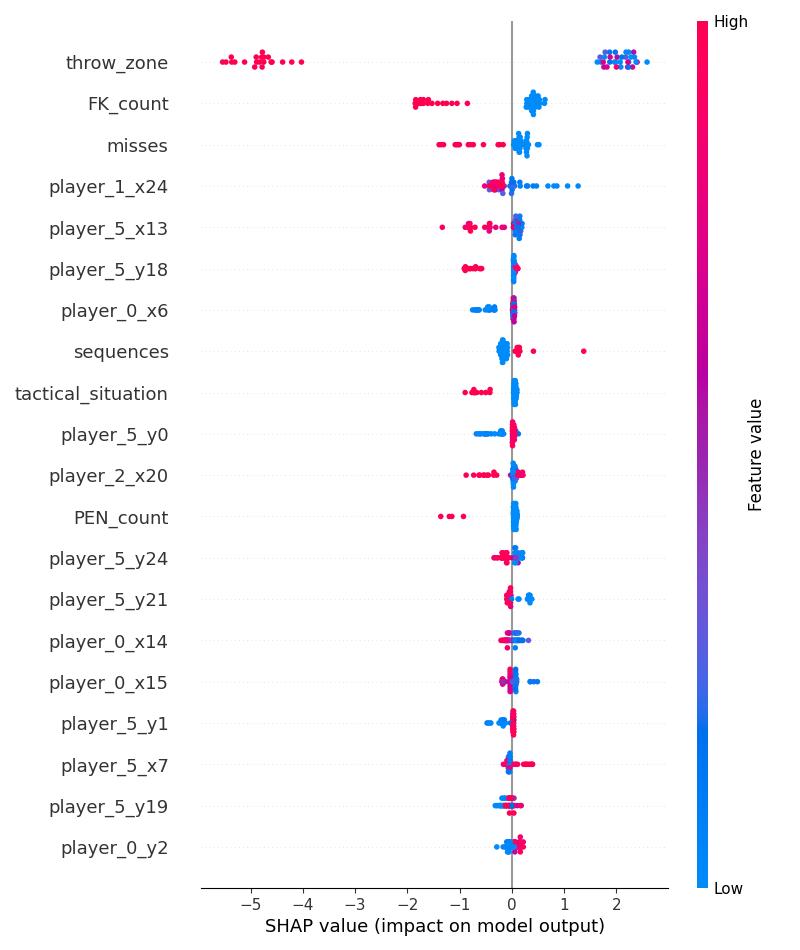 High
throw_zone
FK_count
misses
player_1_x24
player_5_x13
player_5_y18
player_0_x6
sequences
tactical_situation
player_5_y0
player_2_x20
PEN_count
player_5_y24
player_5_y21
player_0_x14
player_0_x15
player_5_y1
player_5_x7
player_5_y19
player_0_y2
Feature value
Low
−5 −4 −3 −2 −1 0 1 2
SHAP value (impact on model output)